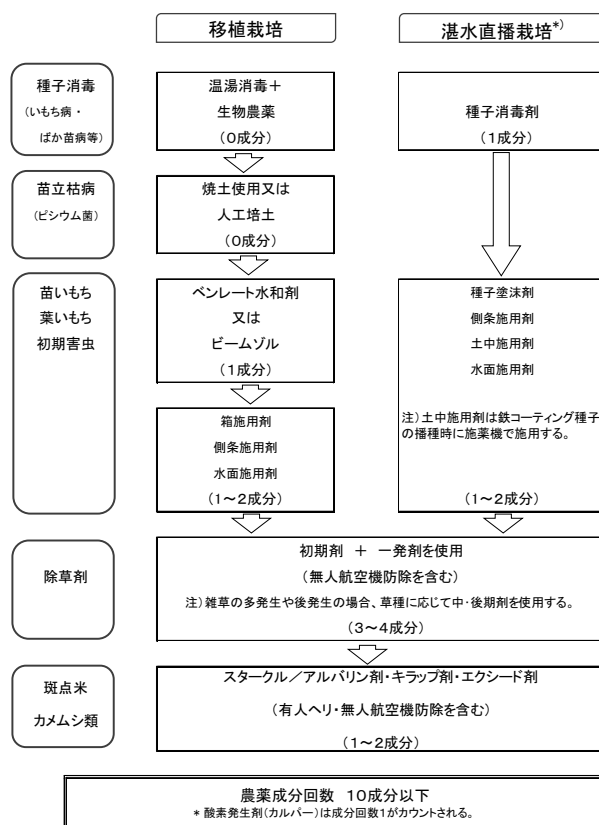 移植栽培
湛水直播栽培*)
種子消毒
(いもち病・
ばか苗病等)
温湯消毒＋
生物農薬
(０成分)
種子消毒剤
(１成分)
苗立枯病
(ピシウム菌)
焼土使用又は
人工培土
(０成分)
苗いもち
葉いもち
初期害虫
ベンレート水和剤
又は
ビームゾル
(１成分)
箱施用剤
側条施用剤
水面施用剤
(１～２成分)
種子塗沫剤
側条施用剤
土中施用剤
水面施用剤
注)土中施用剤は鉄コーティング種子
の播種時に施薬機で施用する。
(１～２成分)
除草剤
初期剤 ＋ 一発剤を使用
(無人航空機防除を含む)
注)雑草の多発生や後発生の場合、草種に応じて中・後期剤を使用する。
(３～４成分)
斑点米
カメムシ類
スタークル／アルバリン剤・キラップ剤・エクシード剤
(有人ヘリ・無人航空機防除を含む)
(１～２成分)
農薬成分回数 １０成分以下
* 酸素発生剤(カルパー)は成分回数1がカウントされる。